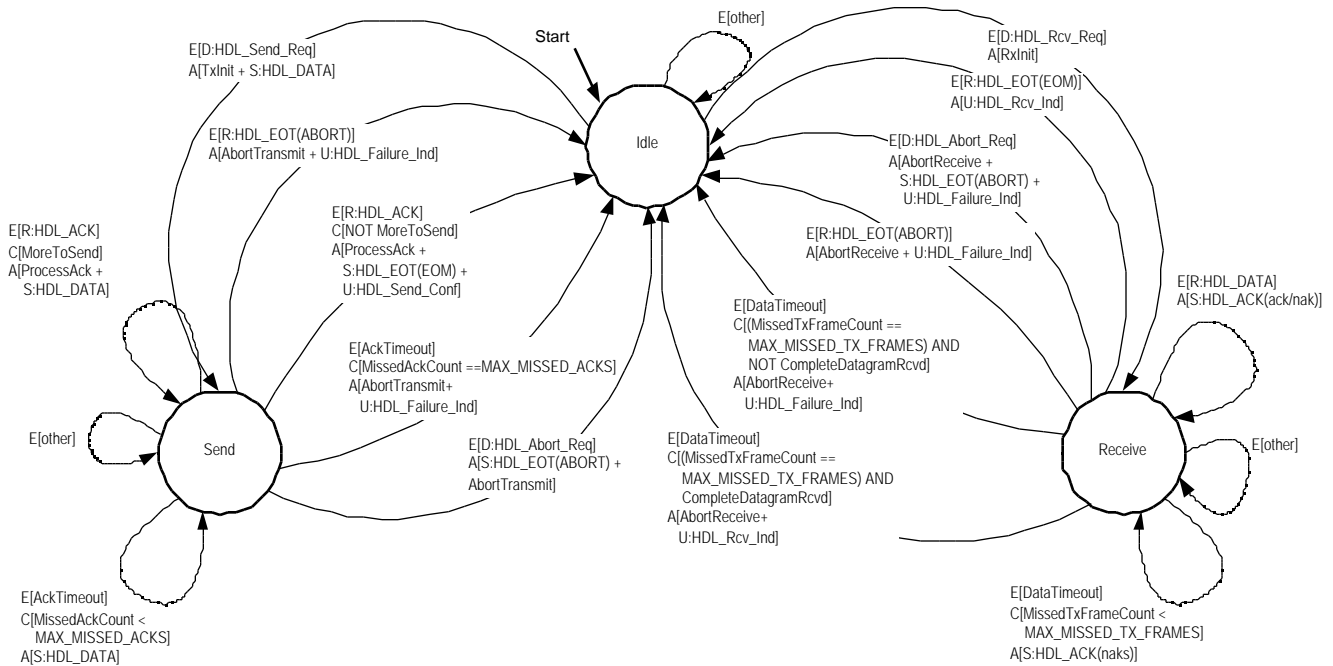 E[other]
Start
E[D:HDL_Send_Req]
A[TxInit + S:HDL_DATA]
E[D:HDL_Rcv_Req]
A[RxInit]
E[R:HDL_EOT(EOM)]
A[U:HDL_Rcv_Ind]
E[R:HDL_EOT(ABORT)]
A[AbortTransmit + U:HDL_Failure_Ind]
Idle
E[D:HDL_Abort_Req]
A[AbortReceive +
S:HDL_EOT(ABORT) +
U:HDL_Failure_Ind]
E[R:HDL_ACK]
C[MoreToSend]
A[ProcessAck +
S:HDL_DATA]
E[R:HDL_ACK]
C[NOT MoreToSend]
A[ProcessAck +
S:HDL_EOT(EOM) +
U:HDL_Send_Conf]
E[R:HDL_EOT(ABORT)]
A[AbortReceive + U:HDL_Failure_Ind]
E[R:HDL_DATA]
A[S:HDL_ACK(ack/nak)]
E[DataTimeout]
C[(MissedTxFrameCount ==
MAX_MISSED_TX_FRAMES) AND
NOT CompleteDatagramRcvd]
A[AbortReceive+
U:HDL_Failure_Ind]
E[AckTimeout]
C[MissedAckCount ==MAX_MISSED_ACKS]
A[AbortTransmit+
U:HDL_Failure_Ind]
E[other]
Send
E[D:HDL_Abort_Req]
A[S:HDL_EOT(ABORT) +
AbortTransmit]
E[DataTimeout]
C[(MissedTxFrameCount ==
MAX_MISSED_TX_FRAMES) AND
CompleteDatagramRcvd]
A[AbortReceive+
U:HDL_Rcv_Ind]
Receive
E[other]
E[AckTimeout]
C[MissedAckCount <
MAX_MISSED_ACKS]
A[S:HDL_DATA]
E[DataTimeout]
C[MissedTxFrameCount <
MAX_MISSED_TX_FRAMES]
A[S:HDL_ACK(naks)]